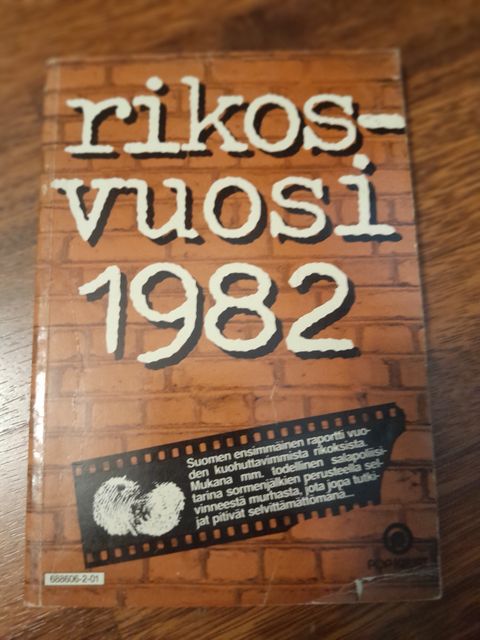 rikos-
vuosi
1982
Suomen ensimmäinen raportti vuo-
den kuohuttavimmista rikoksista.
Mukana mm. todellinen salapoliisi-
tarina sormenjälkien perusteella sel-
vinneestä murhasta, jota jopa tutki-
jat pitivät selvittämättömänä...
688606-2-01